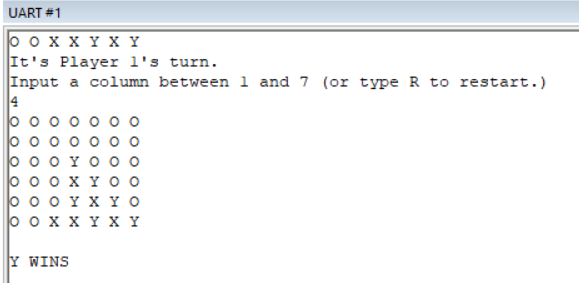 UART #1
O O X X Y X Y
It's Player 1's turn.
Input a column between 1 and 7 (or type R to restart.)
4
O O O O O O O
O O O O O O O
O O O Y O O O
O O O X Y O O
O O O Y X Y O
O O X X Y X Y
Y WINS